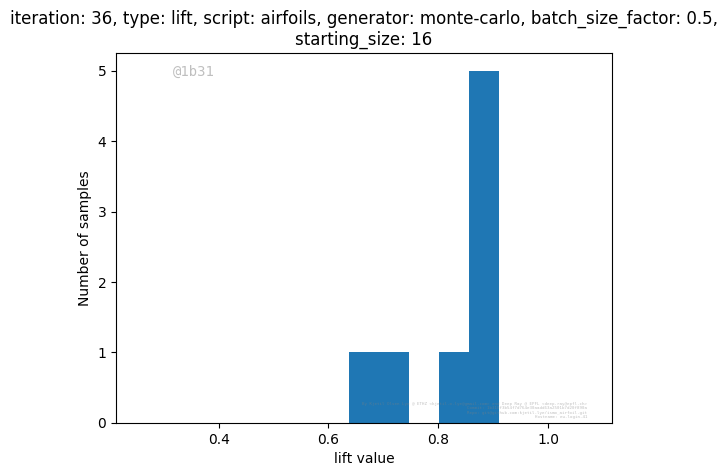 iteration: 36, type: lift, script: airfoils, generator: monte-carlo, batch_size_factor: 0.5,
starting_size: 16
@1b31
5
4
3
2
1
0
Number of samples
0.4 0.6 0.8 1.0
lift value